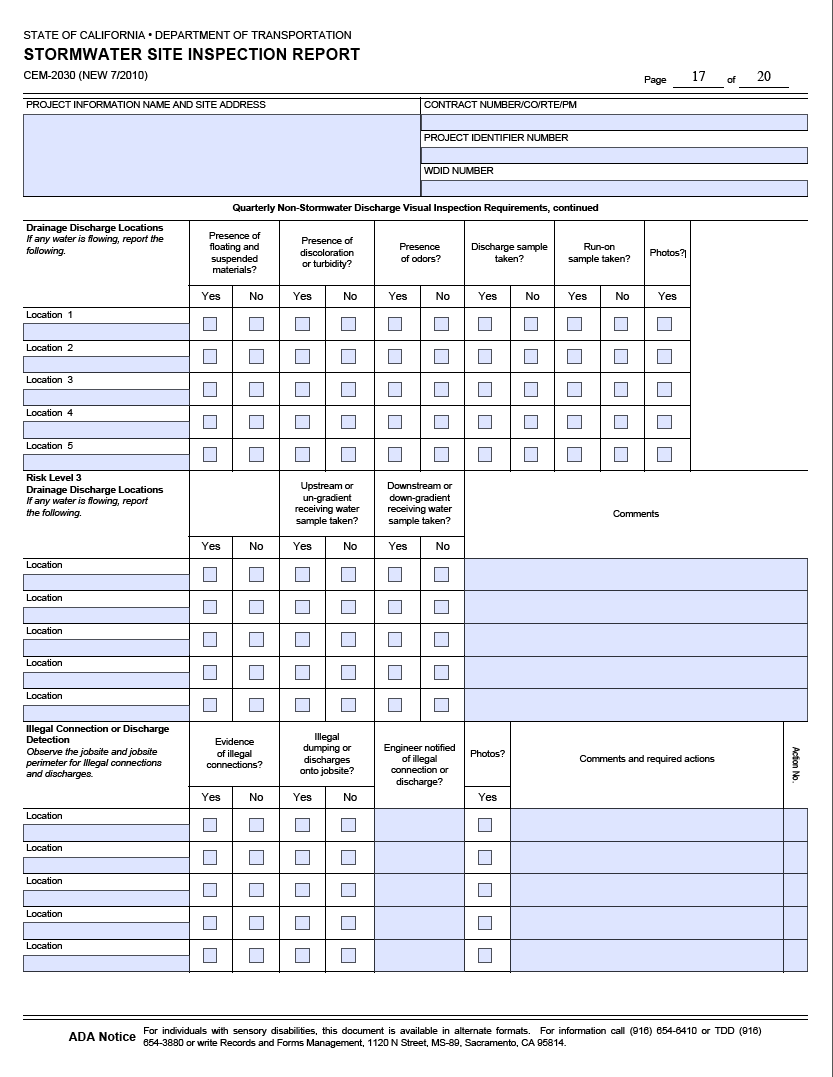 STATE OF CALIFORNIA • DEPARTMENT OF TRANSPORTATION
STORMWATER SITE INSPECTION REPORT
CEM-2030 (NEW 7/2010)
Page 17 of 20
PROJECT INFORMATION NAME AND SITE ADDRESS
CONTRACT NUMBER/CO/RTE/PM
PROJECT IDENTIFIER NUMBER
WDID NUMBER
Quarterly Non-Stormwater Discharge Visual Inspection Requirements, continued
Drainage Discharge Locations
If any water is flowing, report the
following.
Presence of
floating and
suspended
materials?
Presence of
discoloration
or turbidity?
Presence
of odors?
Discharge sample
taken?
Run-on
sample taken?
Photos?
Yes No Yes No Yes No Yes No Yes No Yes
Location 1
Location 2
Location 3
Location 4
Location 5
Risk Level 3
Drainage Discharge Locations
If any water is flowing, report
the following.
Upstream or
un-gradient
receiving water
sample taken?
Downstream or
down-gradient
receiving water
sample taken?
Comments
Yes No Yes No Yes No
Location
Location
Location
Location
Location
Illegal Connection or Discharge
Detection
Observe the jobsite and jobsite
perimeter for Illegal connections
and discharges.
Evidence
of illegal
connections?
Illegal
dumping or
discharges
onto jobsite?
Engineer notified
of illegal
connection or
discharge?
Photos?
Comments and required actions
Action No.
Yes No Yes No Yes
Location
Location
Location
Location
Location
ADA Notice
For individuals with sensory disabilities, this document is available in alternate formats. For information call (916) 654-6410 or TDD (916)
654-3880 or write Records and Forms Management, 1120 N Street, MS-89, Sacramento, CA 95814.